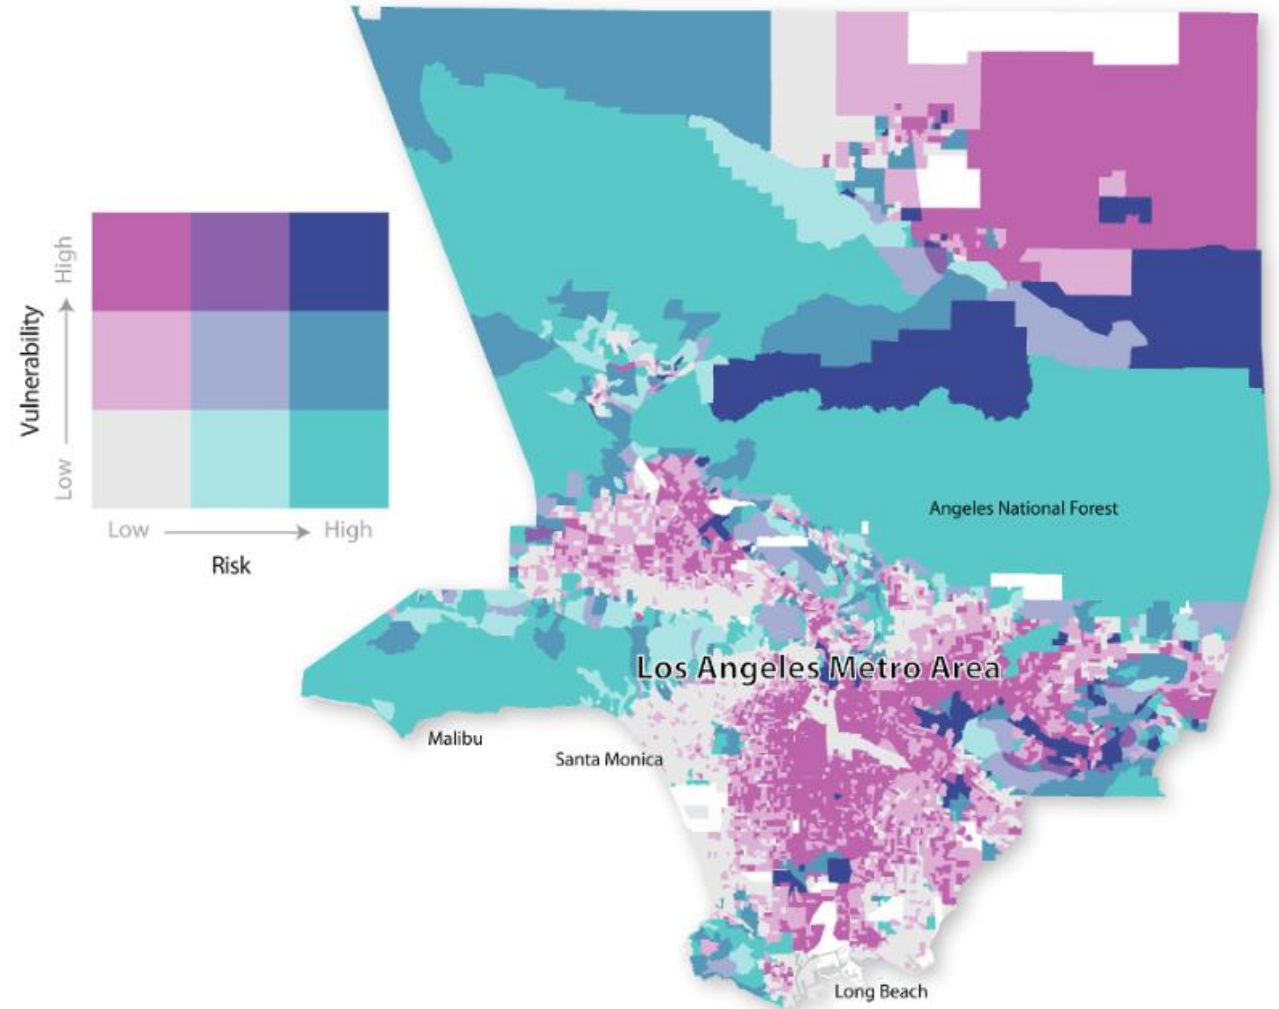 High
Vulnerability
Low
Low
High
Risk
Angeles National Forest
Los Angeles Metro Area
Malibu
Santa Monica
Long Beach